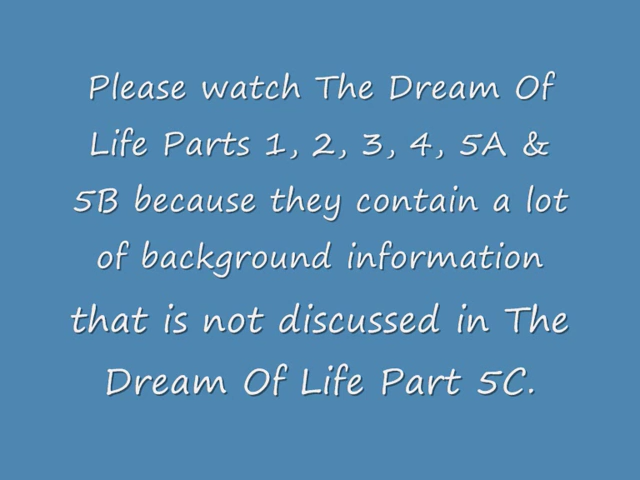 Please watch The Dream Of
Life Parts 1, 2, 3, 4, 5A &
5B because they contain a lot
of background information
that is not discussed in The
Dream Of Life Part 5C.